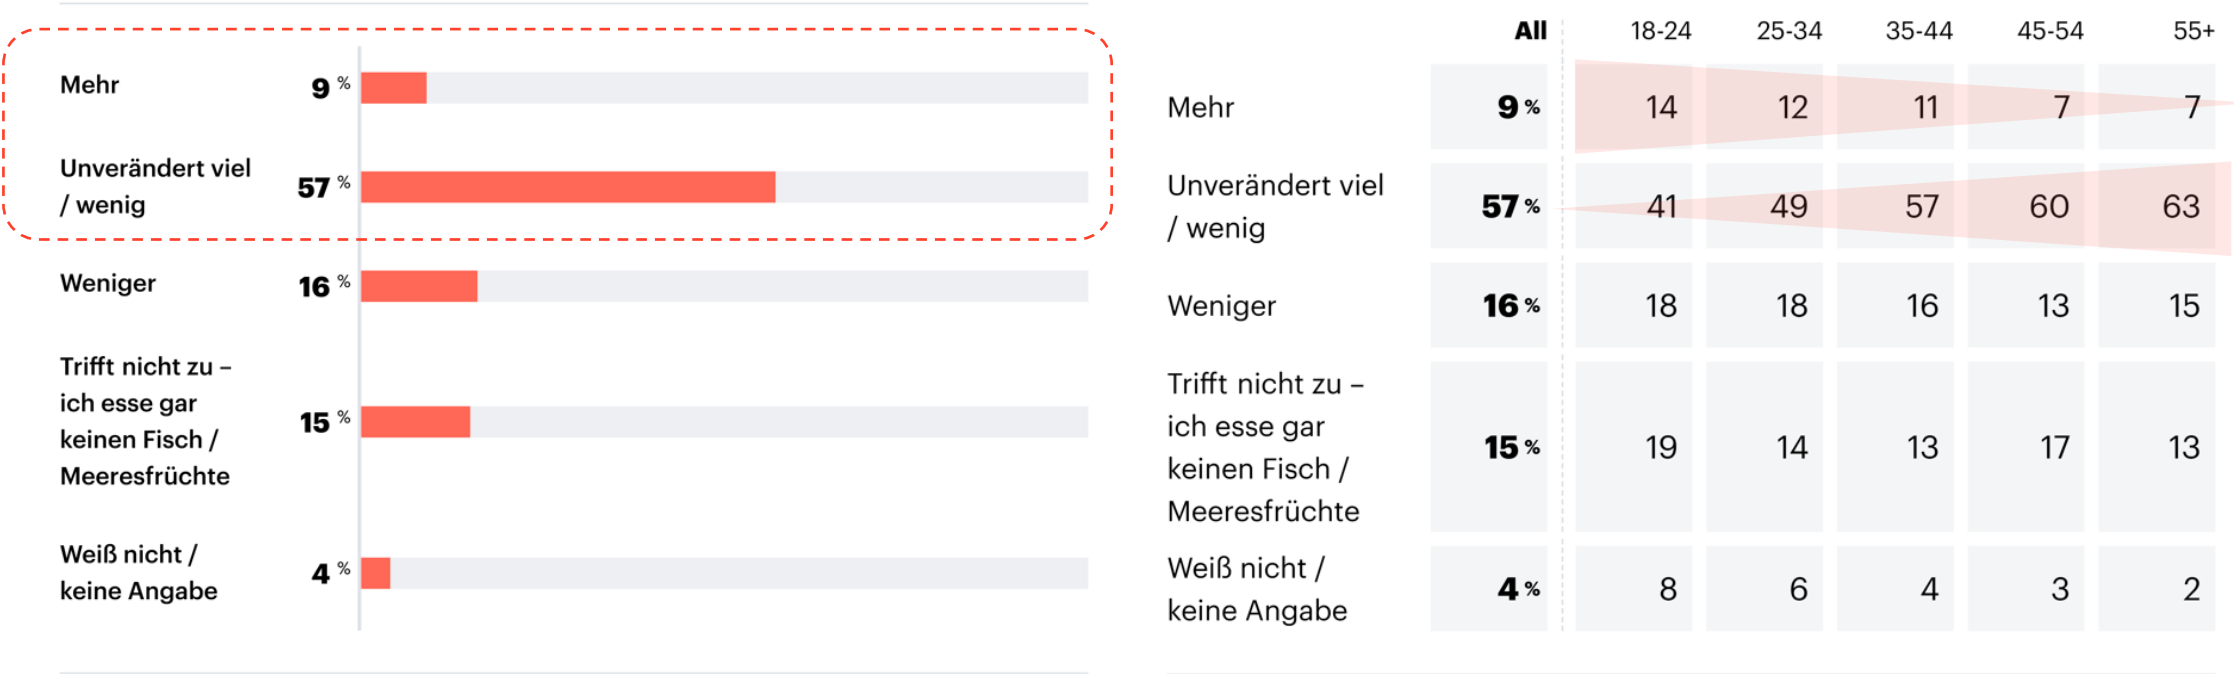 Mehr 9 %
Unverändert viel
/ wenig 57 %
Weniger 16 %
Trifft nicht zu –
ich esse gar
keinen Fisch / 15 %
Meeresfrüchte
Weiß nicht / 4 %
keine Angabe
All 18-24 25-34 35-44 45-54 55+
Mehr 9 % 14 12 11 7 7
Unverändert viel
/ wenig 57 % 41 49 57 60 63
Weniger 16 % 18 18 16 13 15
Trifft nicht zu –
ich esse gar
keinen Fisch / 15 % 19 14 13 17 13
Meeresfrüchte
Weiß nicht / 4 % 8 6 4 3 2
keine Angabe